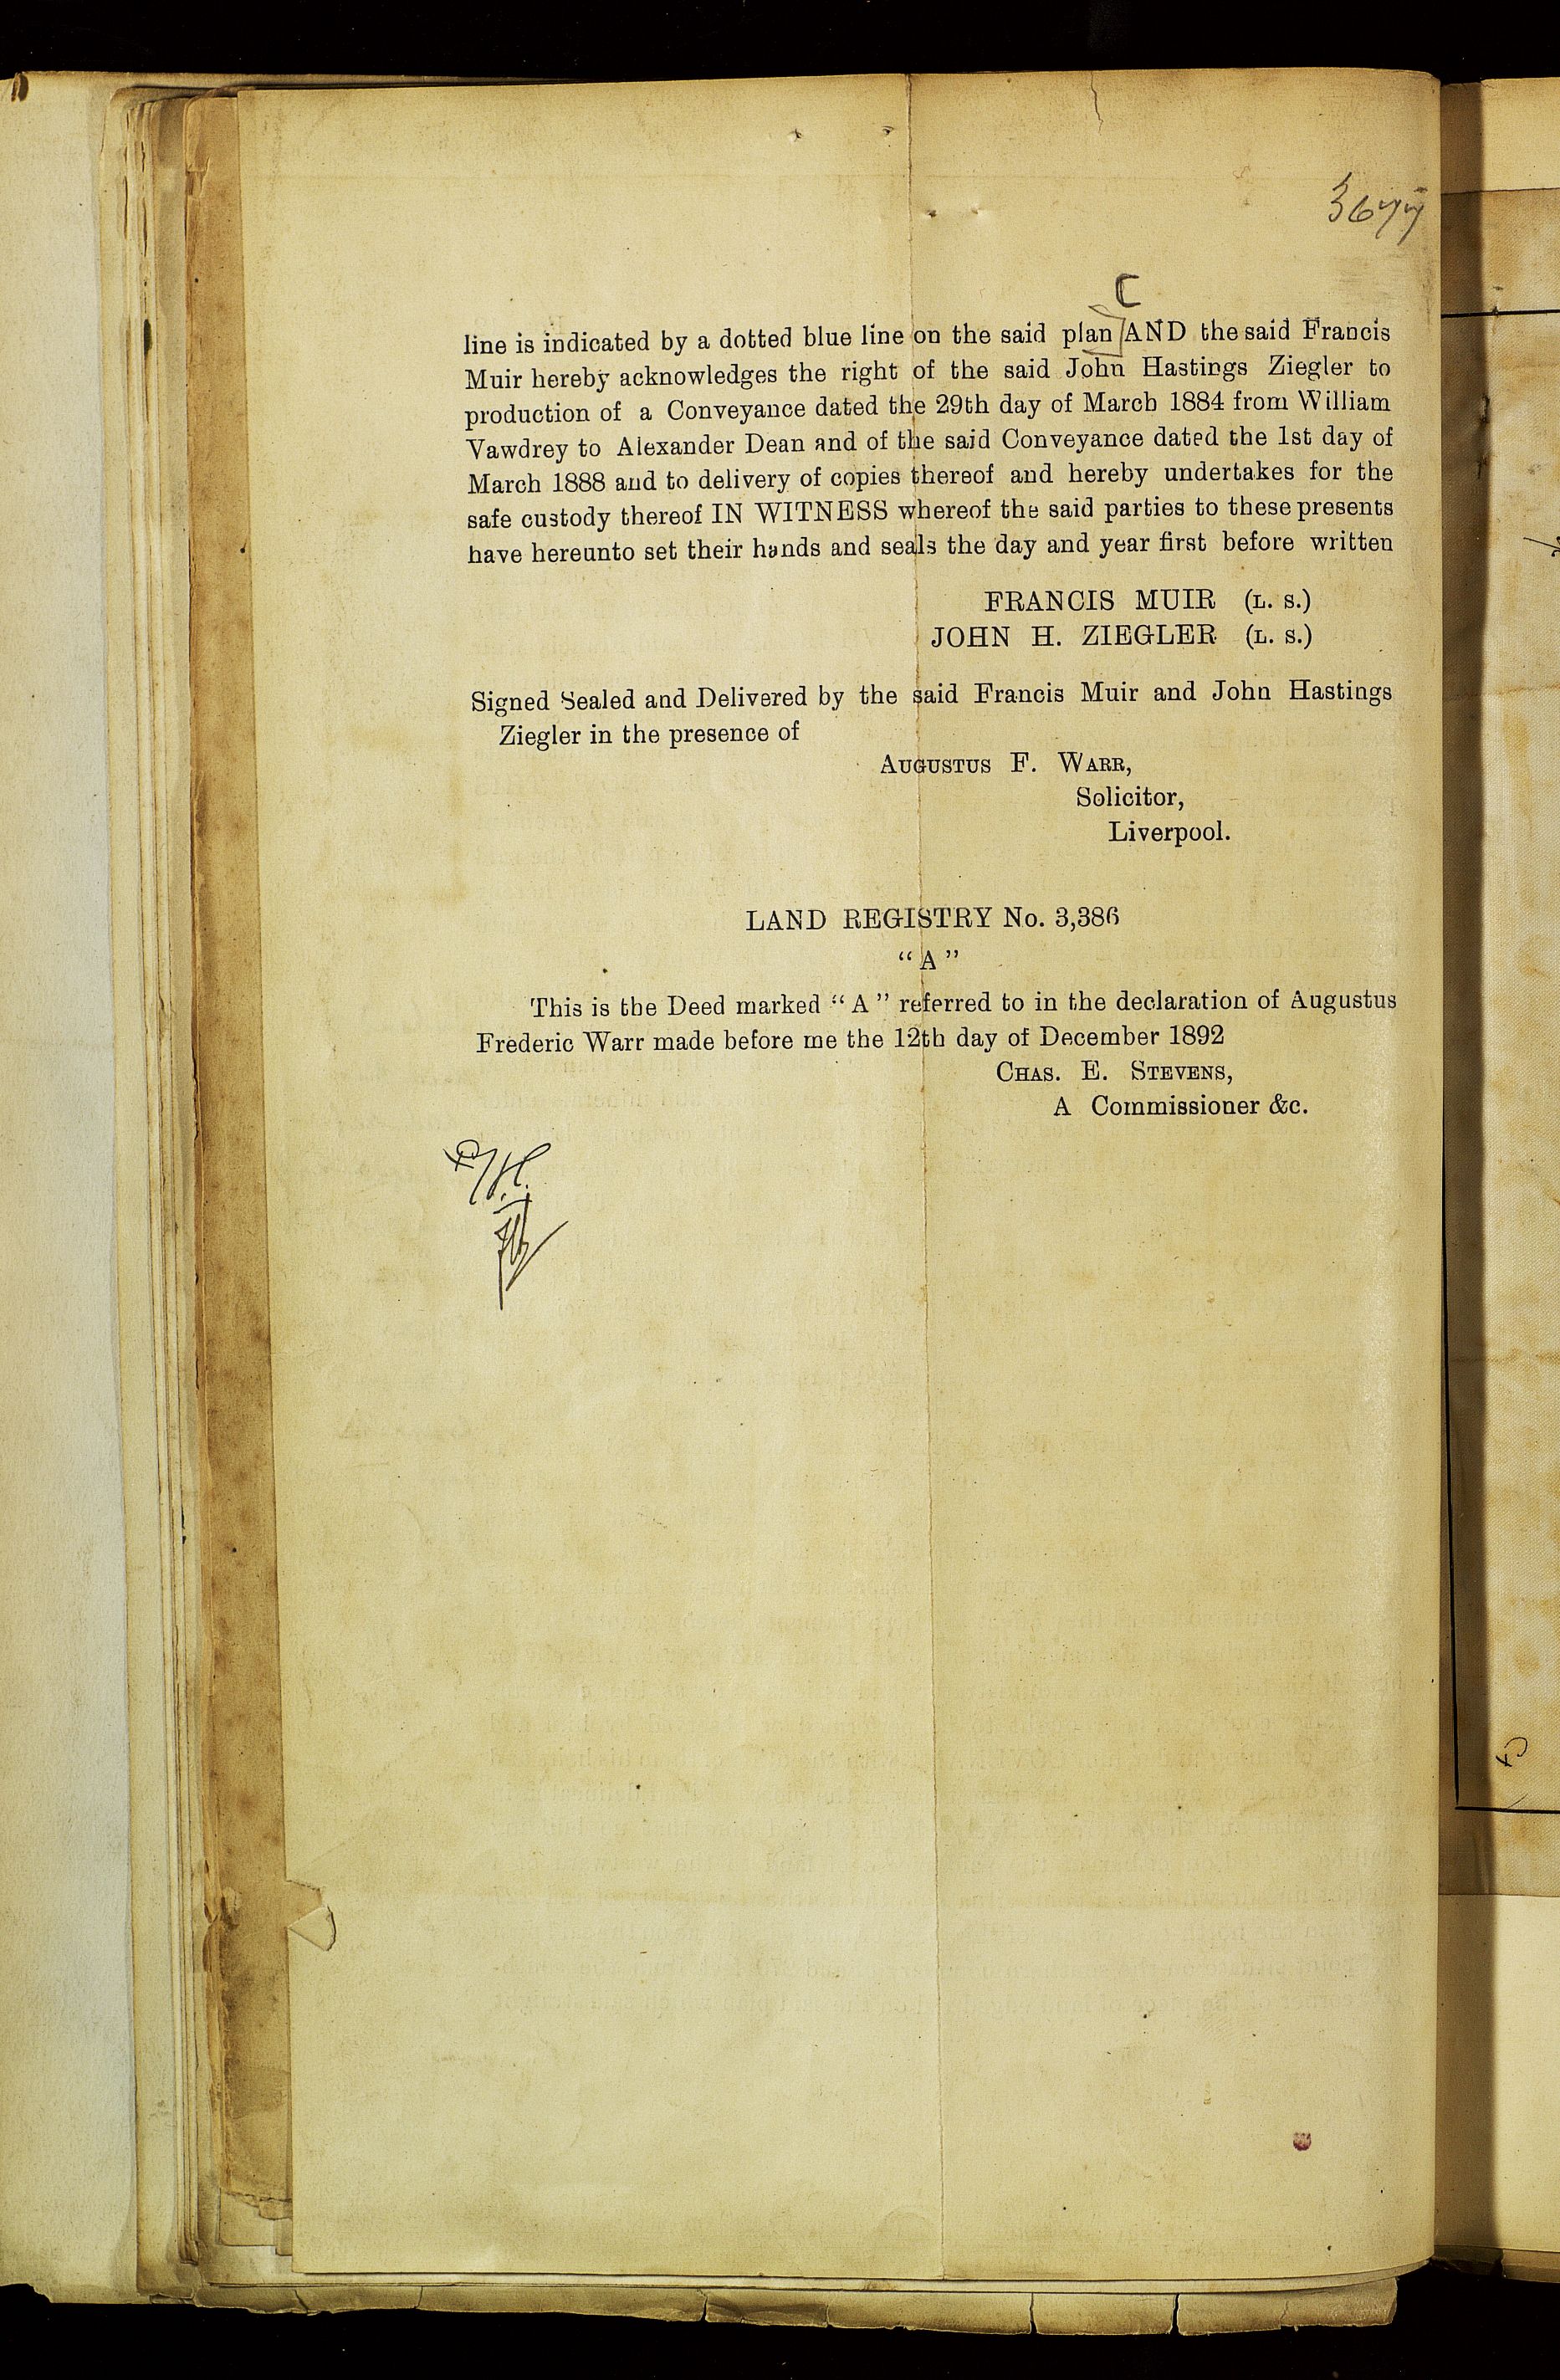 3677
C
line is indicated by a dotted blue line on the said plan AND the said Francis
Muir hereby acknowledges the right of the said John Hastings Ziegler to
production of a Conveyance dated the 29th day of March 1884 from William
Vawdrey to Alexander Dean and of the said Conveyance dated the 1st day of
March 1888 and to delivery of copies thereof and hereby undertakes for the
safe custody thereof IN WITNESS whereof the said parties to these presents
have hereunto set their hands and seals the day and year first before written
FRANCIS MUIR (L. S.)
JOHN H. ZIEGLER (L. S.)
Signed Sealed and Delivered by the said Francis Muir and John Hastings
Ziegler in the presence of
AUGUSTUS F. WARR,
Solicitor,
Liverpool.
LAND REGISTRY No. 3,386
“A”
This is the Deed marked “A” referred to in the declaration of Augustus
Frederic Warr made before me the 12th day of December 1892
CHAS. E. STEVENS,
A Commissioner &c.